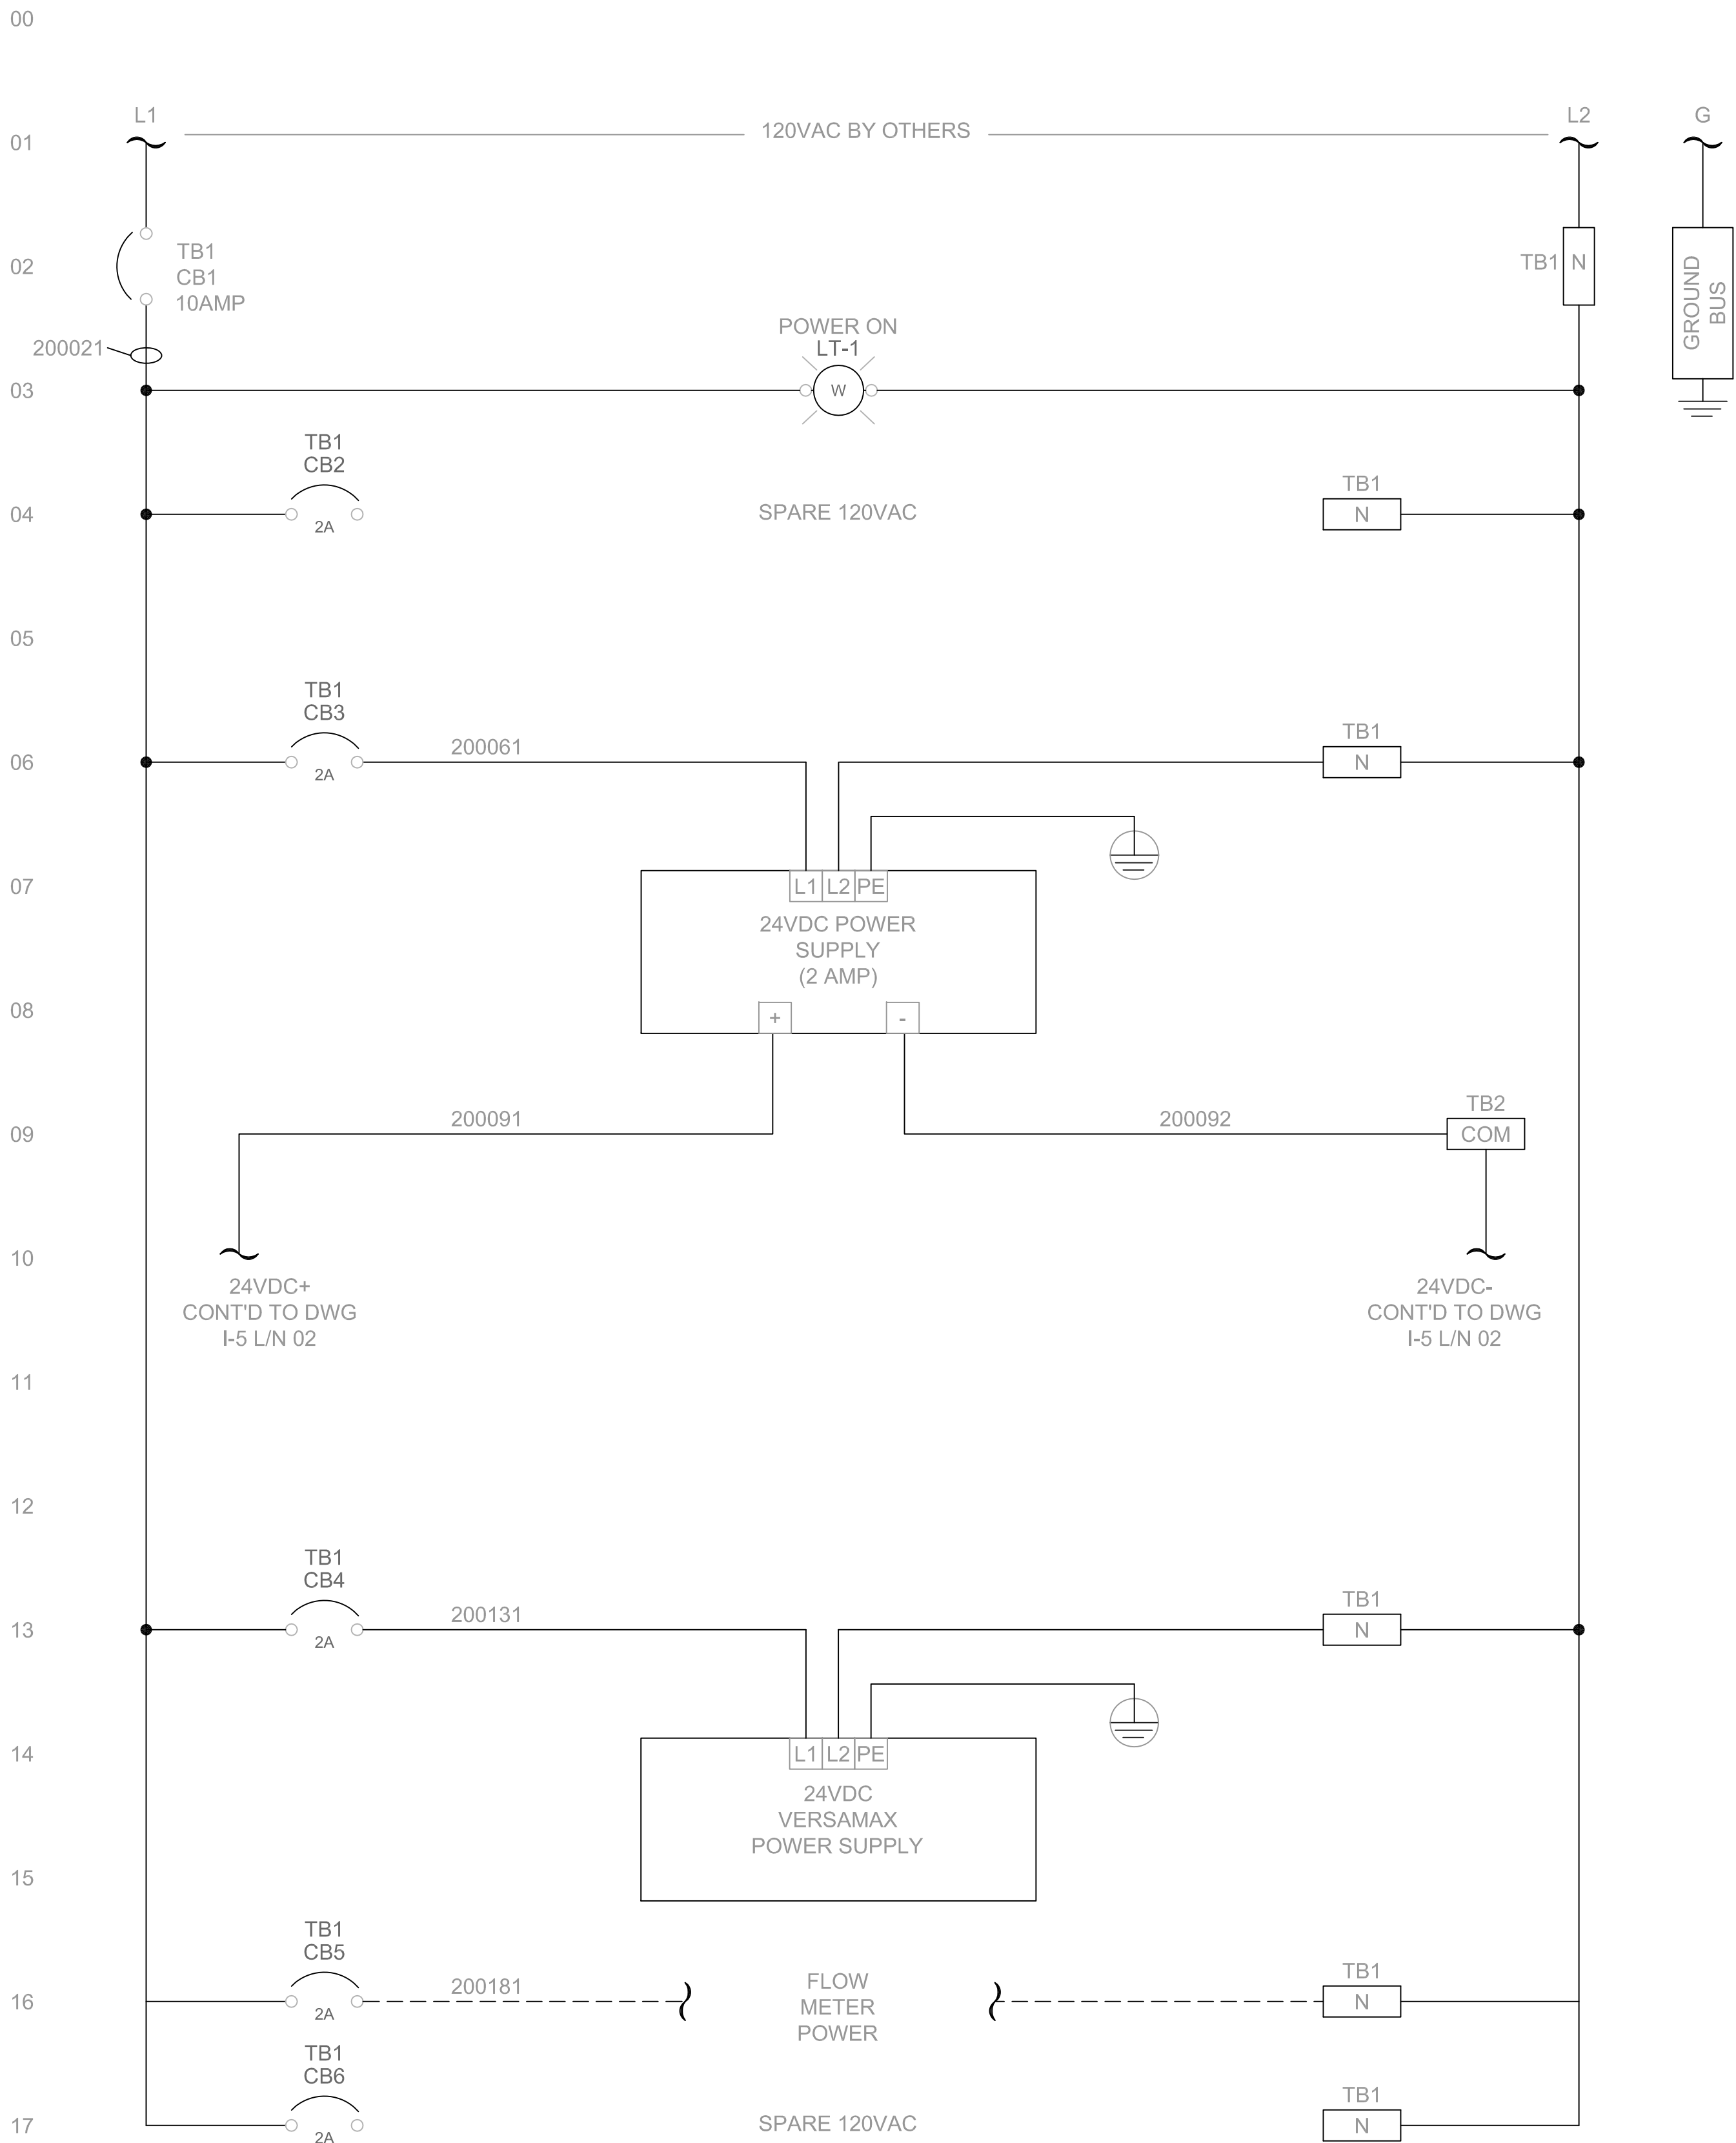 00
L1
120VAC BY OTHERS
L2
G
01
TB1
CB1
10AMP
02
TB1
N
GROUND
BUS
200021
POWER ON
LT-1
W
03
TB1
CB2
2A
04
SPARE 120VAC
TB1
N
05
TB1
CB3
2A
06
200061
TB1
N
07
L1
L2
PE
24VDC POWER
SUPPLY
(2 AMP)
08
+
-
09
200091
200092
TB2
COM
10
24VDC+
CONT'D TO DWG
I-5 L/N 02
24VDC-
CONT'D TO DWG
I-5 L/N 02
11
12
TB1
CB4
2A
13
200131
TB1
N
14
L1
L2
PE
24VDC
VERSAMAX
POWER SUPPLY
15
TB1
CB5
2A
16
200181
FLOW
METER
POWER
TB1
N
TB1
CB6
2A
17
SPARE 120VAC
TB1
N